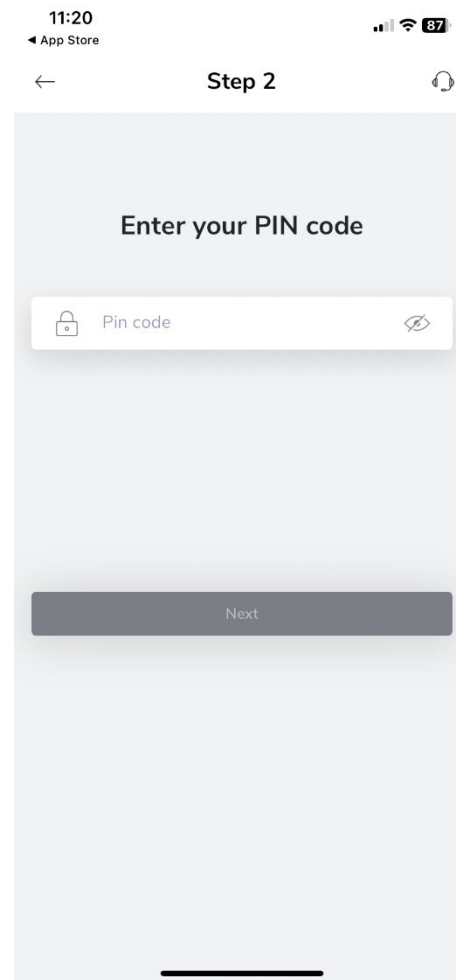 11:20
87
◀ App Store
Step 2
Enter your PIN code
Pin code
Next